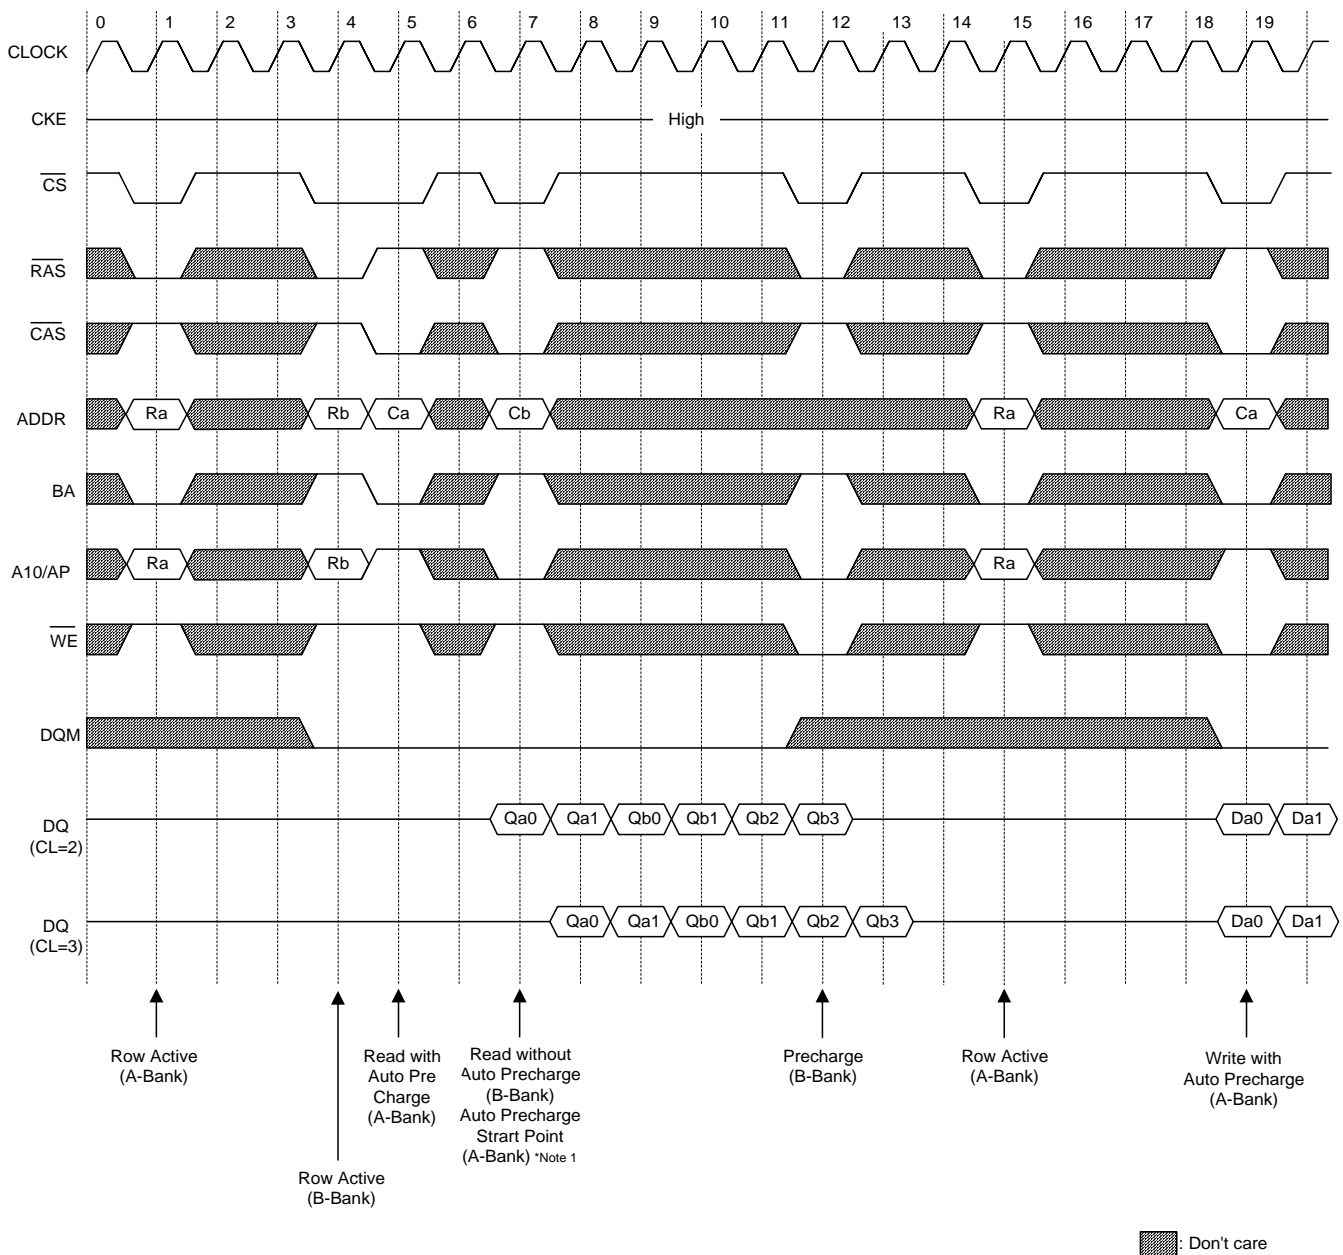 0 1 2 3 4 5 6 7 8 9 10 11 12 13 14 15 16 17 18 19
CLOCK
CKE High
CS
RAS
CAS
ADDR Ra Rb Ca Cb Ra Ca
BA
A10/AP Ra Rb Ra
WE
DQM
DQ
(CL=2)
Qa0 Qa1 Qb0 Qb1 Qb2 Qb3 Da0 Da1
DQ
(CL=3)
Qa0 Qa1 Qb0 Qb1 Qb2 Qb3 Da0 Da1
Row Active
(A-Bank)
Row Active
(B-Bank)
Read with
Auto Pre
Charge
(A-Bank)
Read without
Auto Precharge
(B-Bank)
Auto Precharge
Strart Point
(A-Bank) *Note 1
Precharge
(B-Bank)
Row Active
(A-Bank)
Write with
Auto Precharge
(A-Bank)
: Don't care